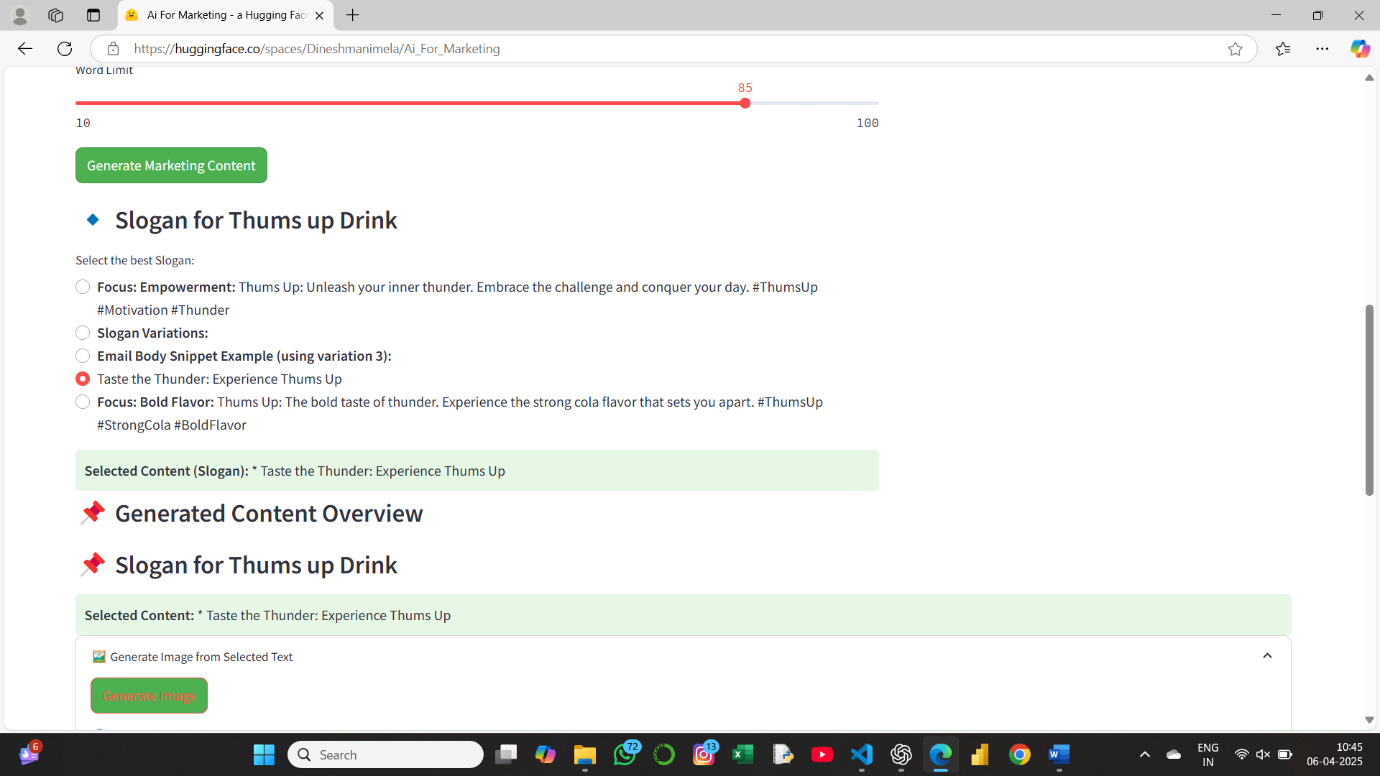 Ai For Marketing - a Hugging Fac
https://huggingface.co/spaces/Dineshmanimela/Ai_For_Marketing
Word Limit
85
10
100
Generate Marketing Content
Slogan for Thums up Drink
Select the best Slogan:
Focus: Empowerment: Thums Up: Unleash your inner thunder. Embrace the challenge and conquer your day. #ThumsUp
#Motivation #Thunder
Slogan Variations:
Email Body Snippet Example (using variation 3):
Taste the Thunder: Experience Thums Up
Focus: Bold Flavor: Thums Up: The bold taste of thunder. Experience the strong cola flavor that sets you apart. #ThumsUp
#StrongCola #BoldFlavor
Selected Content (Slogan): * Taste the Thunder: Experience Thums Up
Generated Content Overview
Slogan for Thums up Drink
Selected Content: * Taste the Thunder: Experience Thums Up
Generate Image from Selected Text
Generate Image
6
Search
72
13
ENG
IN
10:45
06-04-2025